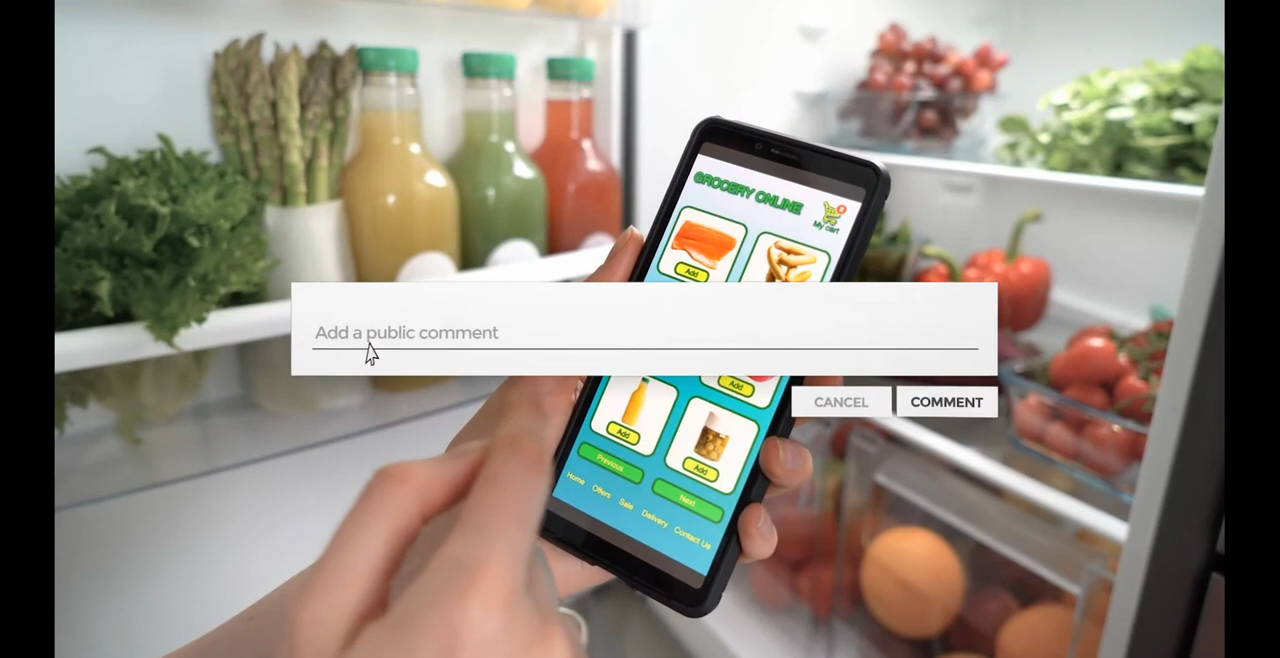 GROCERY ONLINE
My cart
Add
Add a public comment
Add
Add
Add
CANCEL
COMMENT
Previous
Next
Home Offers Sale Delivery Contact Us